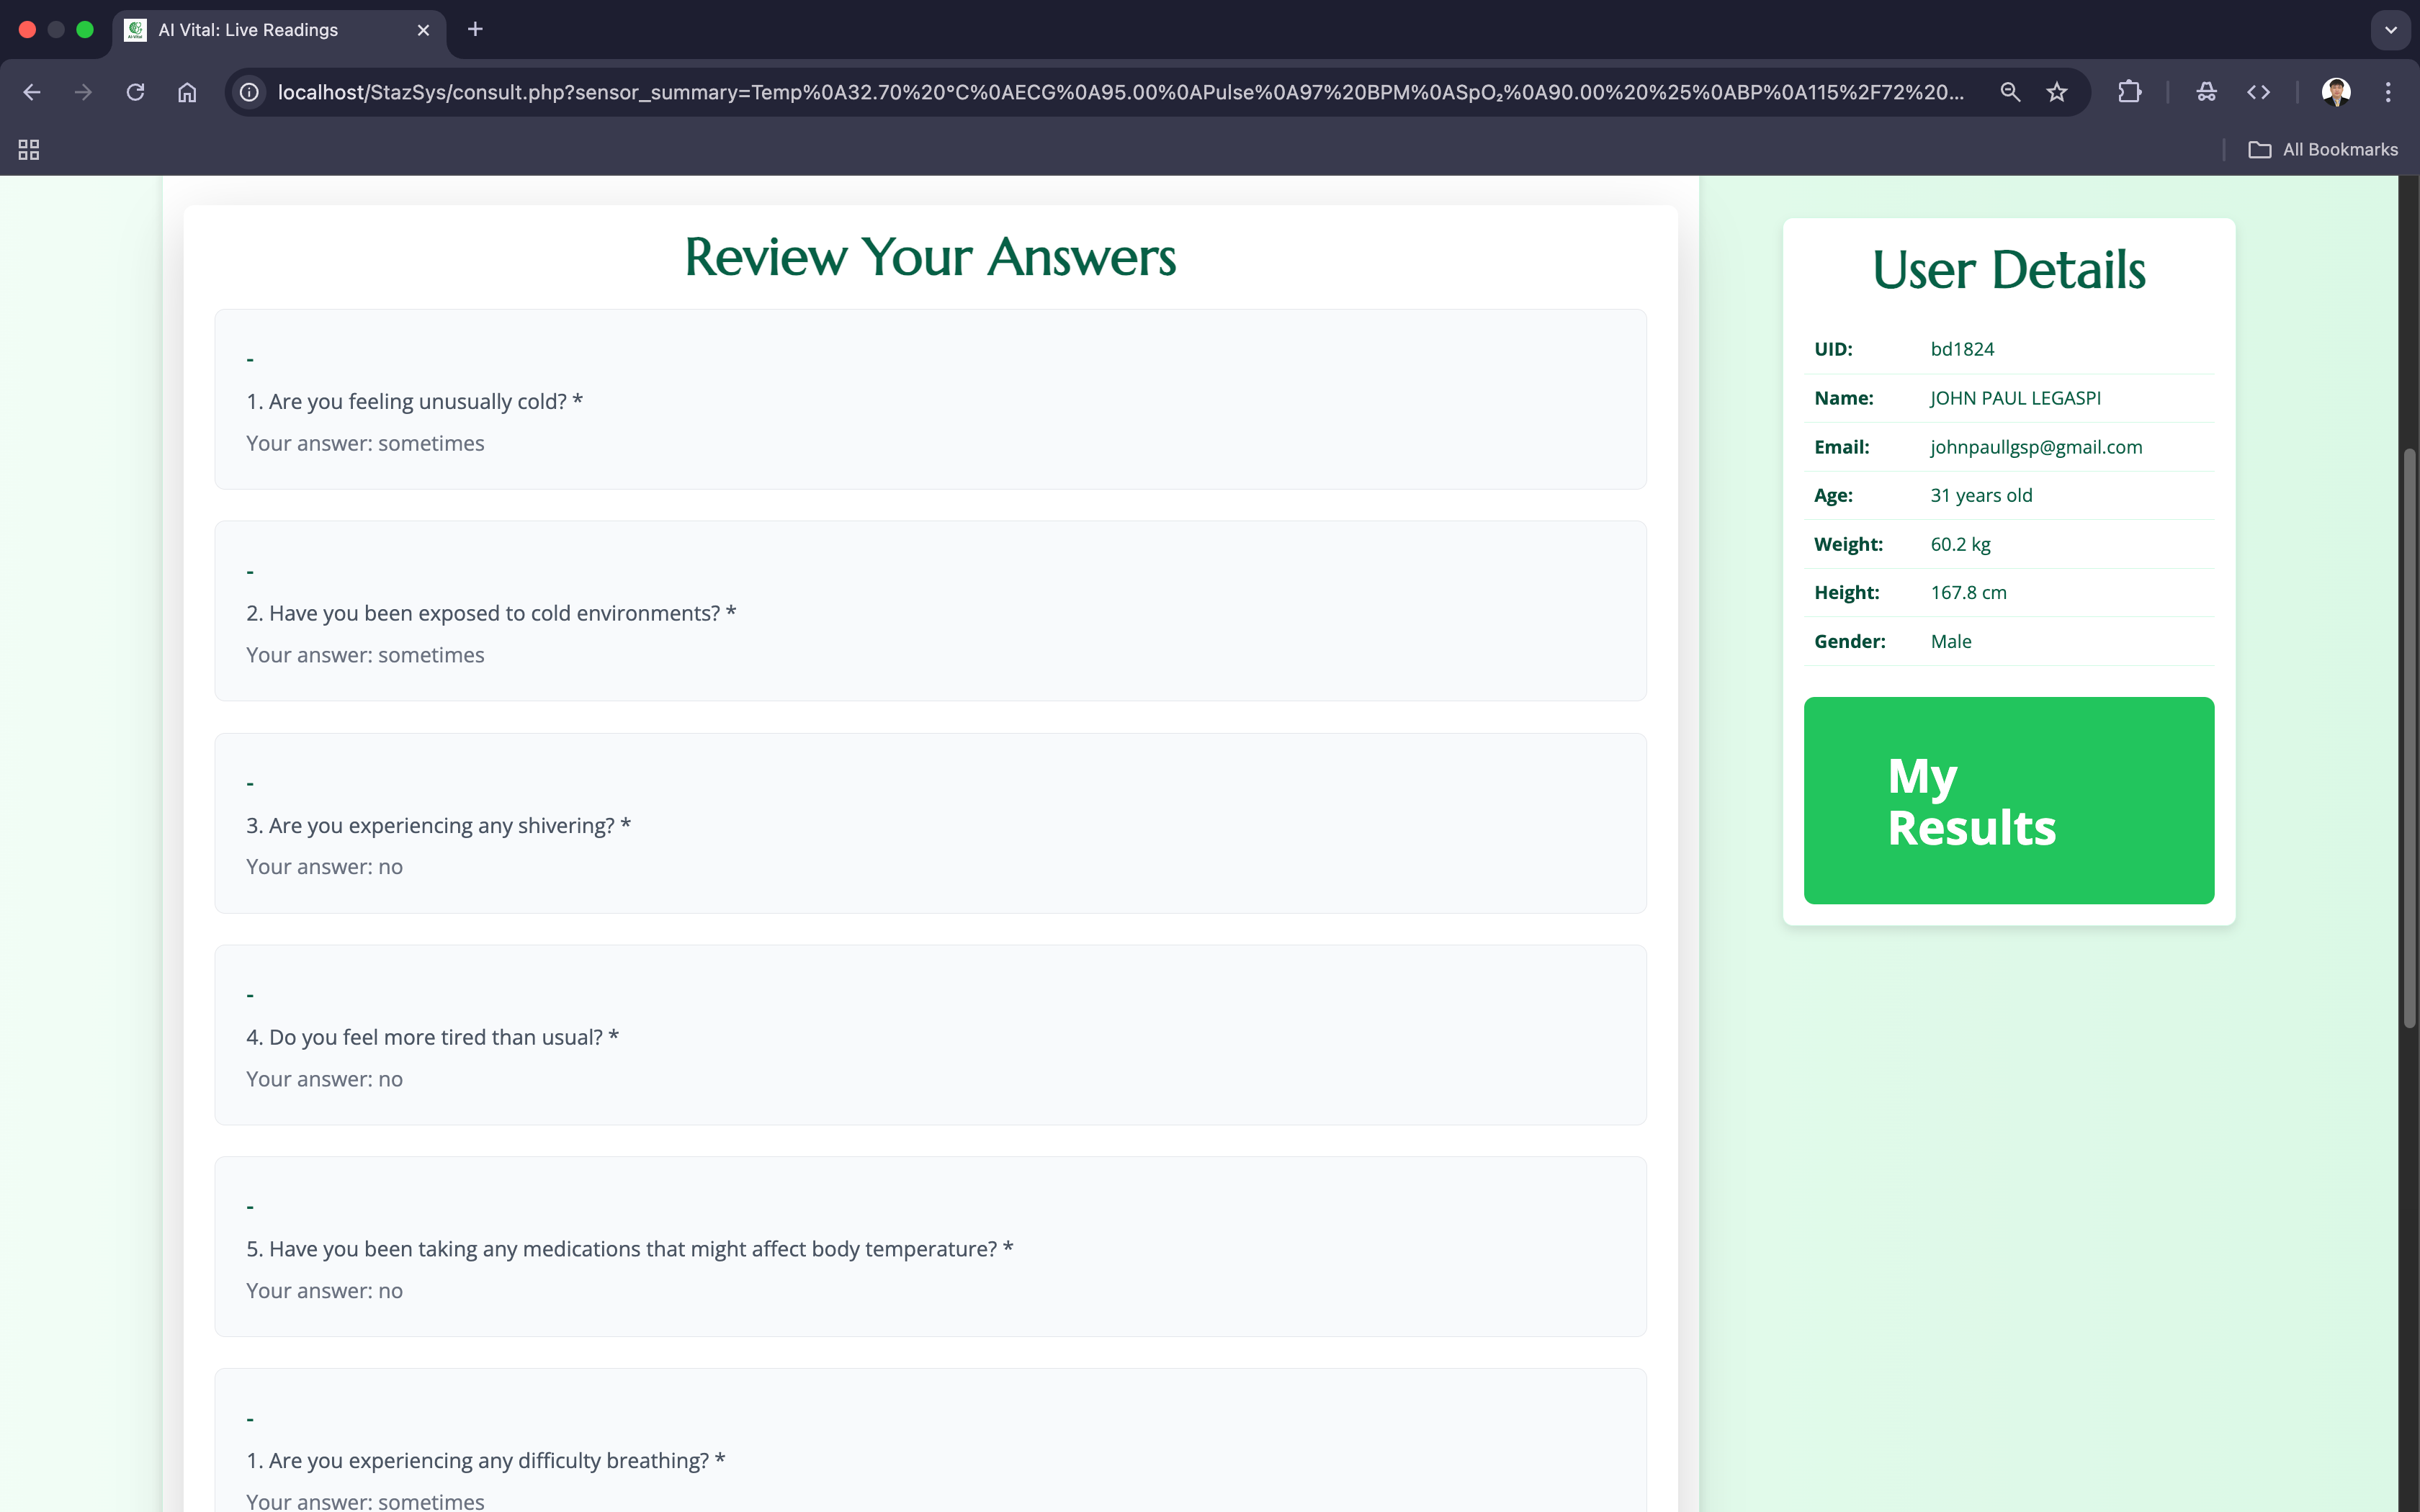 AI Vital: Live Readings
localhost/StazSys/consult.php?sensor_summary=Temp%0A32.70%20°C%0AECG%0A95.00%0APulse%0A97%20BPM%0ASpO₂%0A90.00%20%25%0ABP%0A115%2F72%20...
All Bookmarks
Review Your Answers
-
1. Are you feeling unusually cold? *
Your answer: sometimes
-
2. Have you been exposed to cold environments? *
Your answer: sometimes
-
3. Are you experiencing any shivering? *
Your answer: no
-
4. Do you feel more tired than usual? *
Your answer: no
-
5. Have you been taking any medications that might affect body temperature? *
Your answer: no
-
1. Are you experiencing any difficulty breathing? *
Your answer: sometimes
User Details
UID: bd1824
Name: JOHN PAUL LEGASPI
Email: johnpaullgsp@gmail.com
Age: 31 years old
Weight: 60.2 kg
Height: 167.8 cm
Gender: Male
My
Results